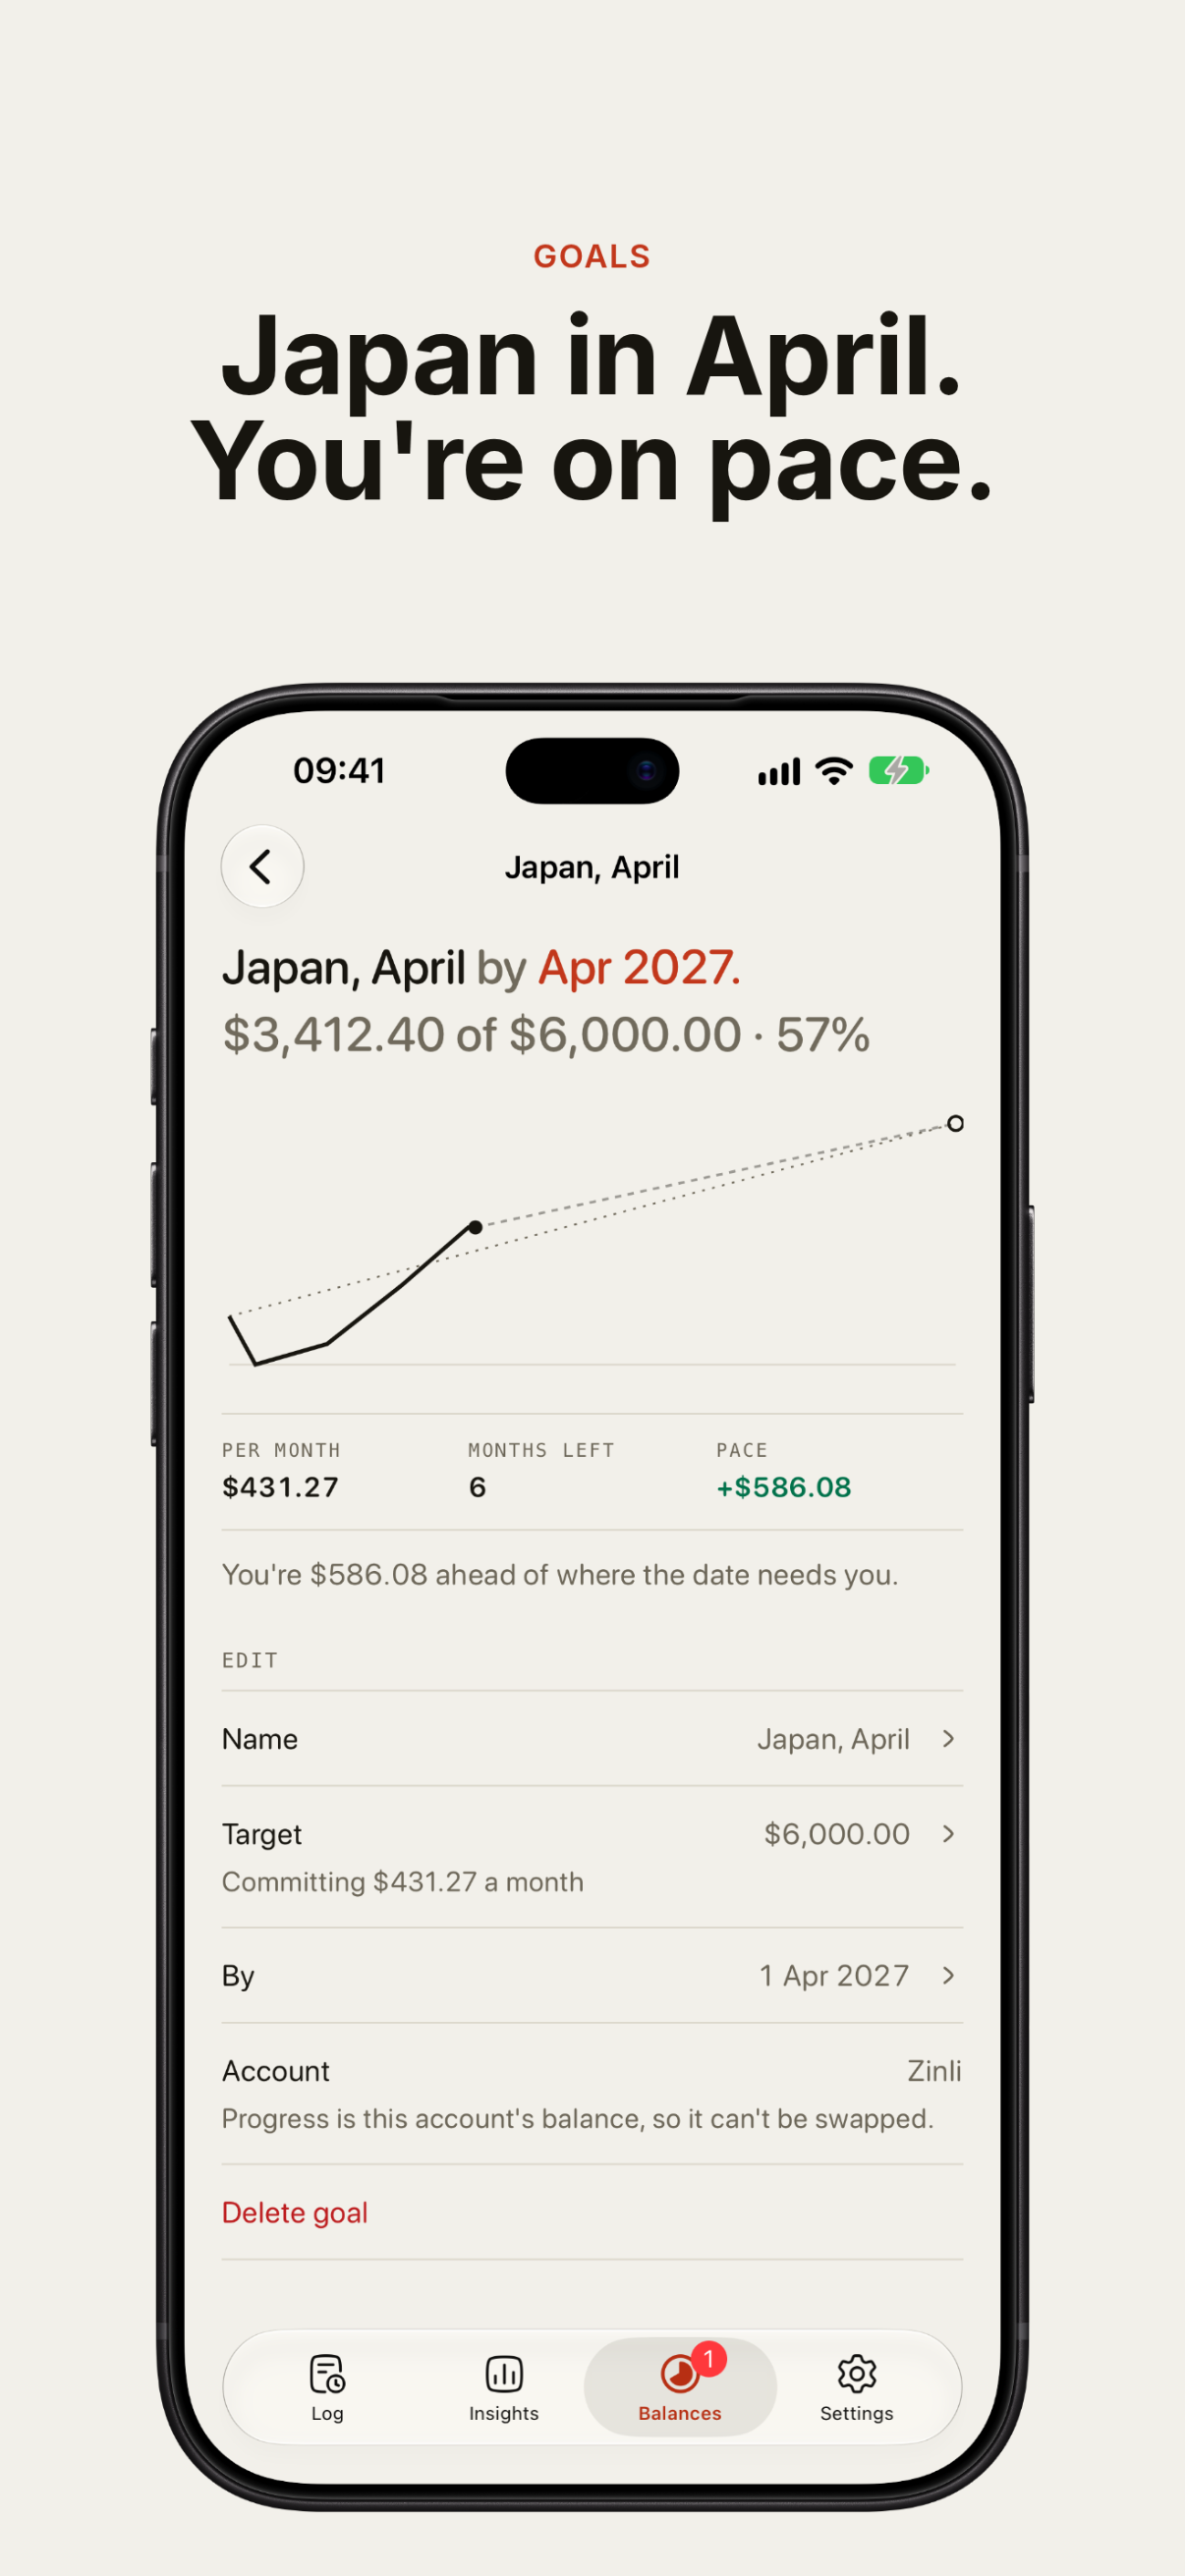 GOALS
Japan in April.
You're on pace.
09:41
Japan, April
Japan, April by Apr 2027.
$3,412.40 of $6,000.00 · 57%
PER MONTH MONTHS LEFT PACE
$431.27 6 +$586.08
You're $586.08 ahead of where the date needs you.
EDIT
Name Japan, April
Target $6,000.00
Committing $431.27 a month
By 1 Apr 2027
Account Zinli
Progress is this account's balance, so it can't be swapped.
Delete goal
1
Log Insights Balances Settings